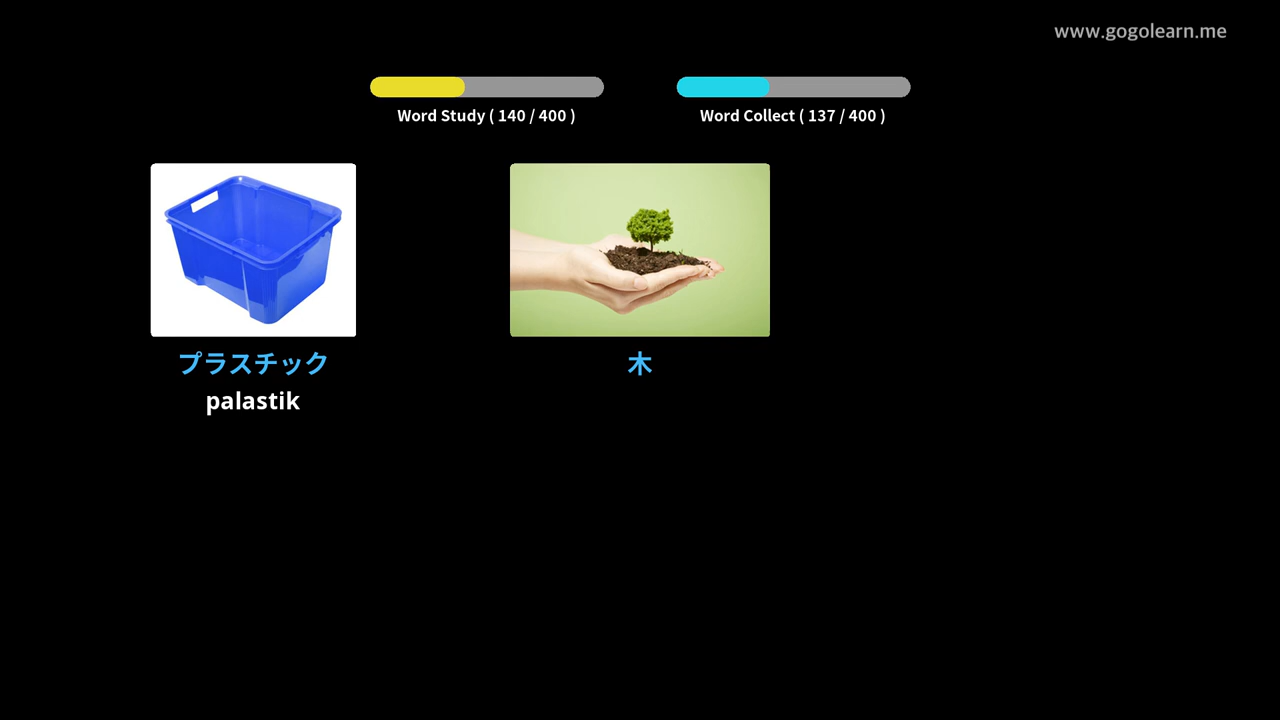 www.gogolearn.me
Word Study ( 140 / 400 )
Word Collect ( 137 / 400 )
プラスチック
palastik
木